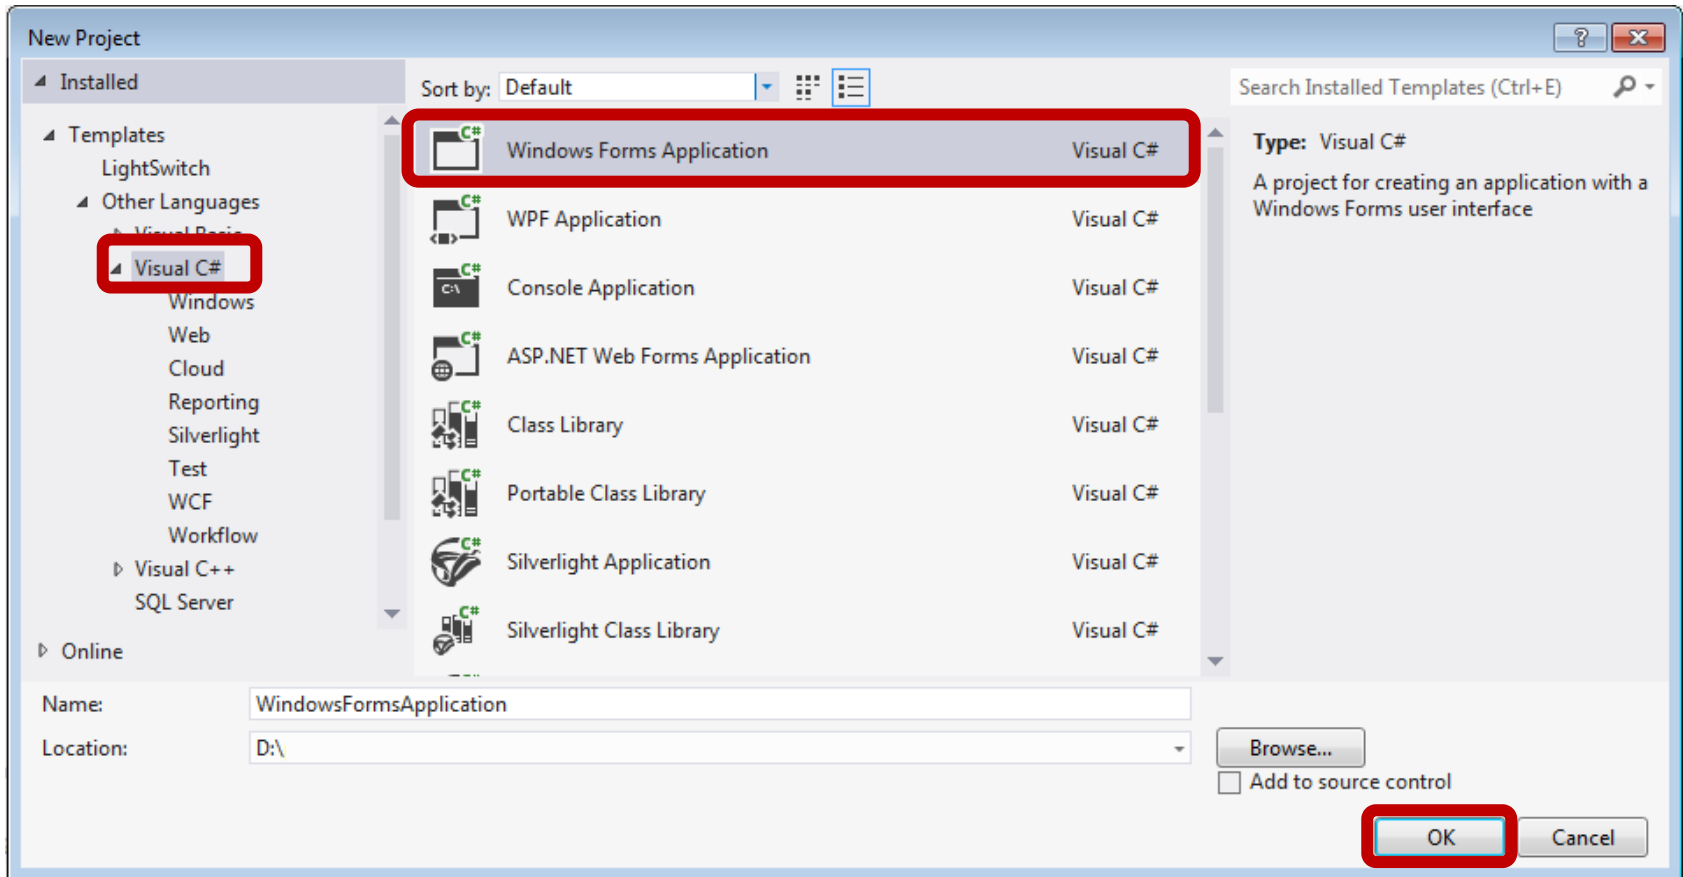 New Project
Installed
Sort by: Default
Search Installed Templates (Ctrl+E)
Templates
LightSwitch
Other Languages
Visual Basic
Visual C#
Windows
Web
Cloud
Reporting
Silverlight
Test
WCF
Workflow
Visual C++
SQL Server
Online
Windows Forms Application Visual C#
WPF Application Visual C#
Console Application Visual C#
ASP.NET Web Forms Application Visual C#
Class Library Visual C#
Portable Class Library Visual C#
Silverlight Application Visual C#
Silverlight Class Library Visual C#
Type: Visual C#
A project for creating an application with a
Windows Forms user interface
Name: WindowsFormsApplication
Location: D:\
Browse...
Add to source control
OK Cancel